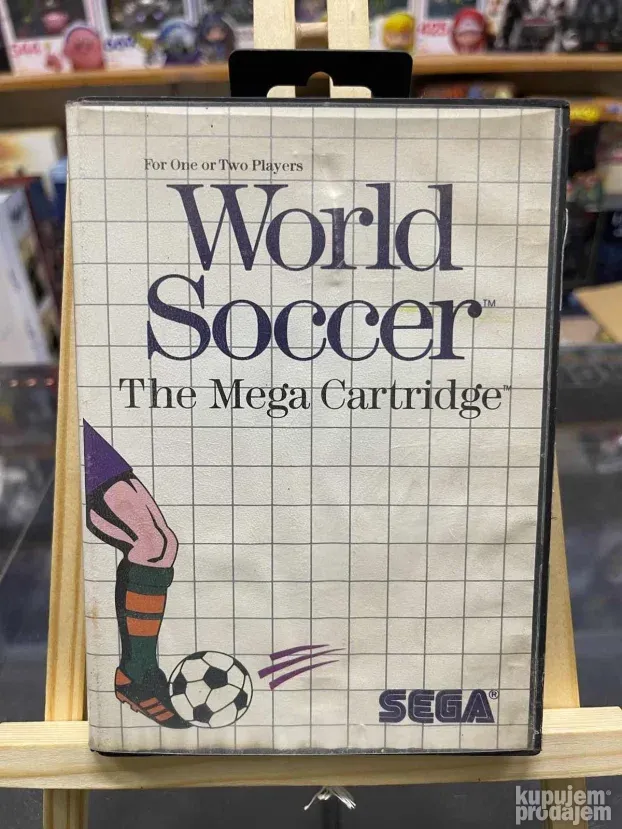 For One or Two Players
World
Soccer™
The Mega Cartridge™
SEGA®
kupujem
prodajem